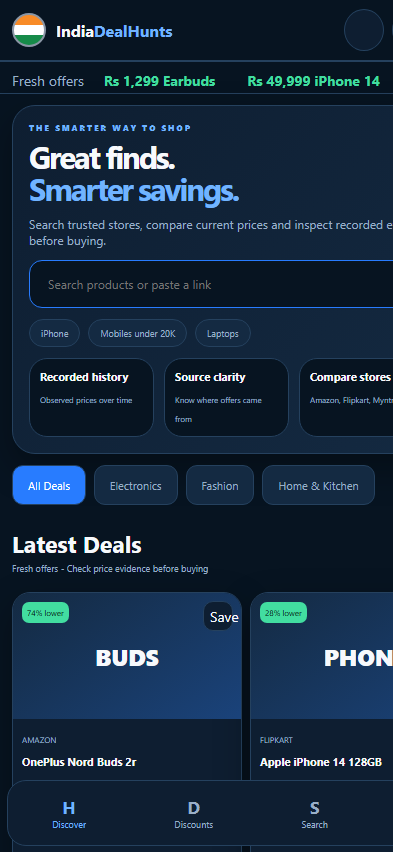 IndiaDealHunts
Fresh offers Rs 1,299 Earbuds Rs 49,999 iPhone 14
THE SMARTER WAY TO SHOP
Great finds.
Smarter savings.
Search trusted stores, compare current prices and inspect recorded e
before buying.
Search products or paste a link
iPhone Mobiles under 20K Laptops
Recorded history
Observed prices over time
Source clarity
Know where offers came
from
Compare stores
Amazon, Flipkart, Mynt
All Deals Electronics Fashion Home & Kitchen
Latest Deals
Fresh offers - Check price evidence before buying
74% lower Save
BUDS
AMAZON
OnePlus Nord Buds 2r
28% lower
PHON
FLIPKART
Apple iPhone 14 128GB
H D S
Discover Discounts Search